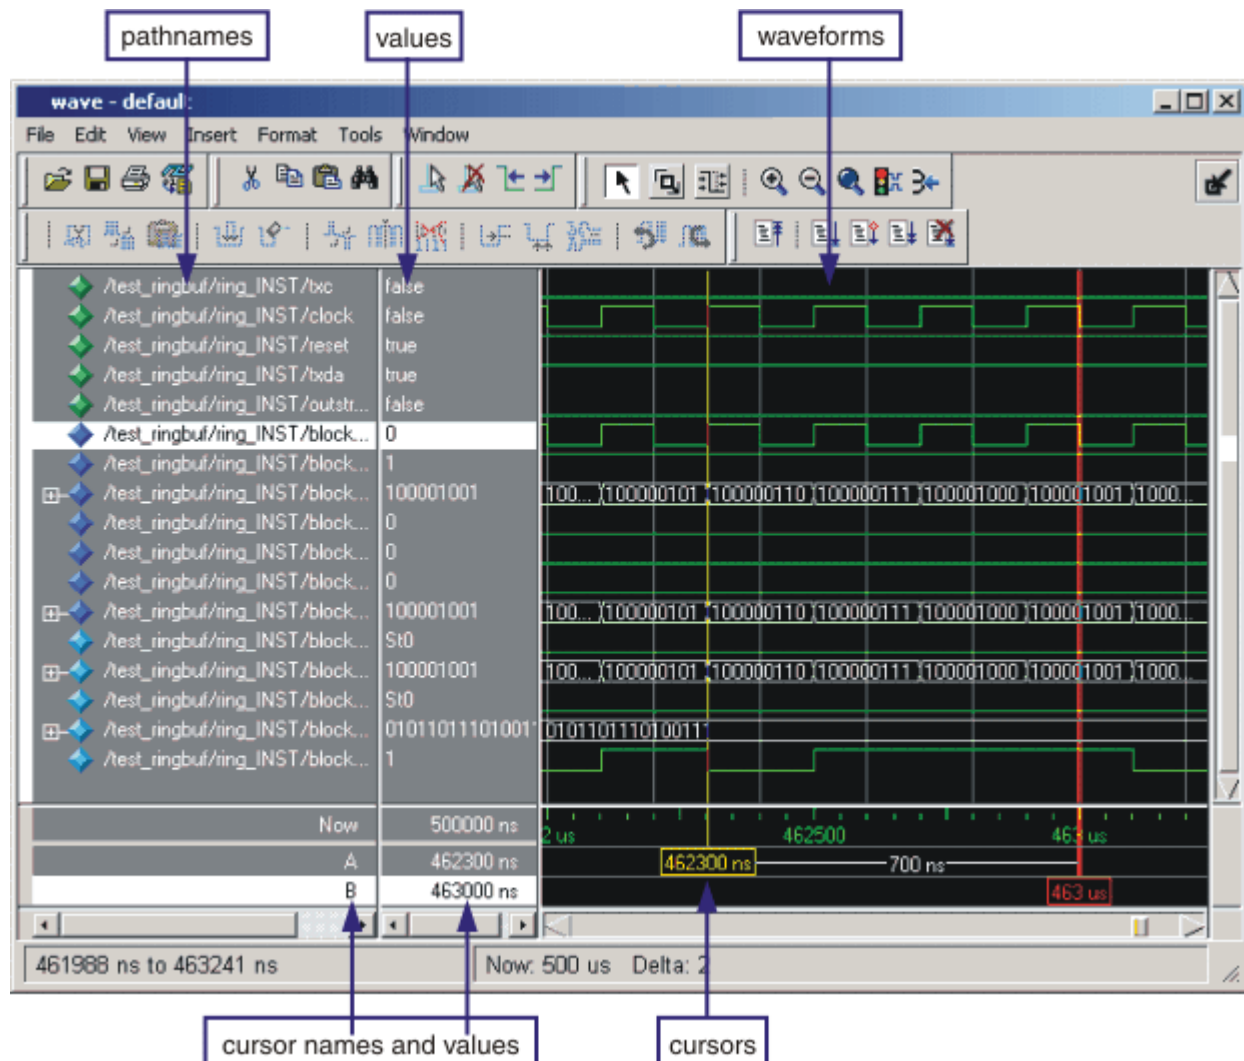 pathnames values waveforms
wave - default
File Edit View Insert Format Tools Window
/test_ringbuf/ring_INST/txc false
/test_ringbuf/ring_INST/clock false
/test_ringbuf/ring_INST/reset true
/test_ringbuf/ring_INST/txda true
/test_ringbuf/ring_INST/outstr... false
/test_ringbuf/ring_INST/block... 0
/test_ringbuf/ring_INST/block... 1
/test_ringbuf/ring_INST/block... 100001001 100... 100000101 100000110 100000111 100001000 100001001 1000...
/test_ringbuf/ring_INST/block... 0
/test_ringbuf/ring_INST/block... 0
/test_ringbuf/ring_INST/block... 0
/test_ringbuf/ring_INST/block... 100001001 100... 100000101 100000110 100000111 100001000 100001001 1000...
/test_ringbuf/ring_INST/block... St0
/test_ringbuf/ring_INST/block... 100001001 100... 100000101 100000110 100000111 100001000 100001001 1000...
/test_ringbuf/ring_INST/block... St0
/test_ringbuf/ring_INST/block... 010110111010011 010110111010011
/test_ringbuf/ring_INST/block... 1
Now 500000 ns 2 us 462500 463 us
A 462300 ns 462300 ns 700 ns
B 463000 ns 463 us
461988 ns to 463241 ns Now: 500 us Delta: 2
cursor names and values cursors